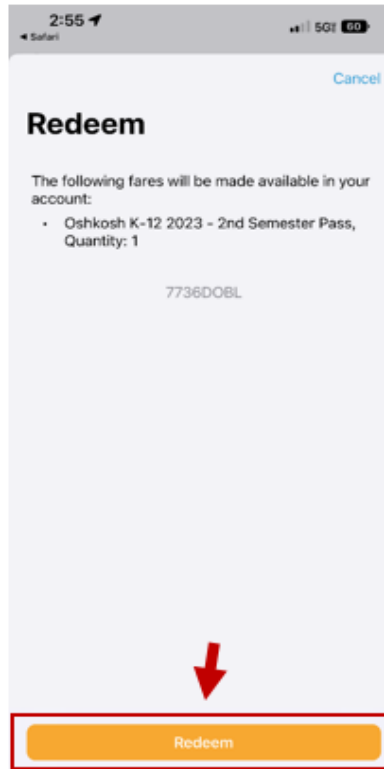 2:55
5G 60
Safari
Cancel
Redeem
The following fares will be made available in your
account:
• Oshkosh K-12 2023 - 2nd Semester Pass,
Quantity: 1
7736DOBL
Redeem